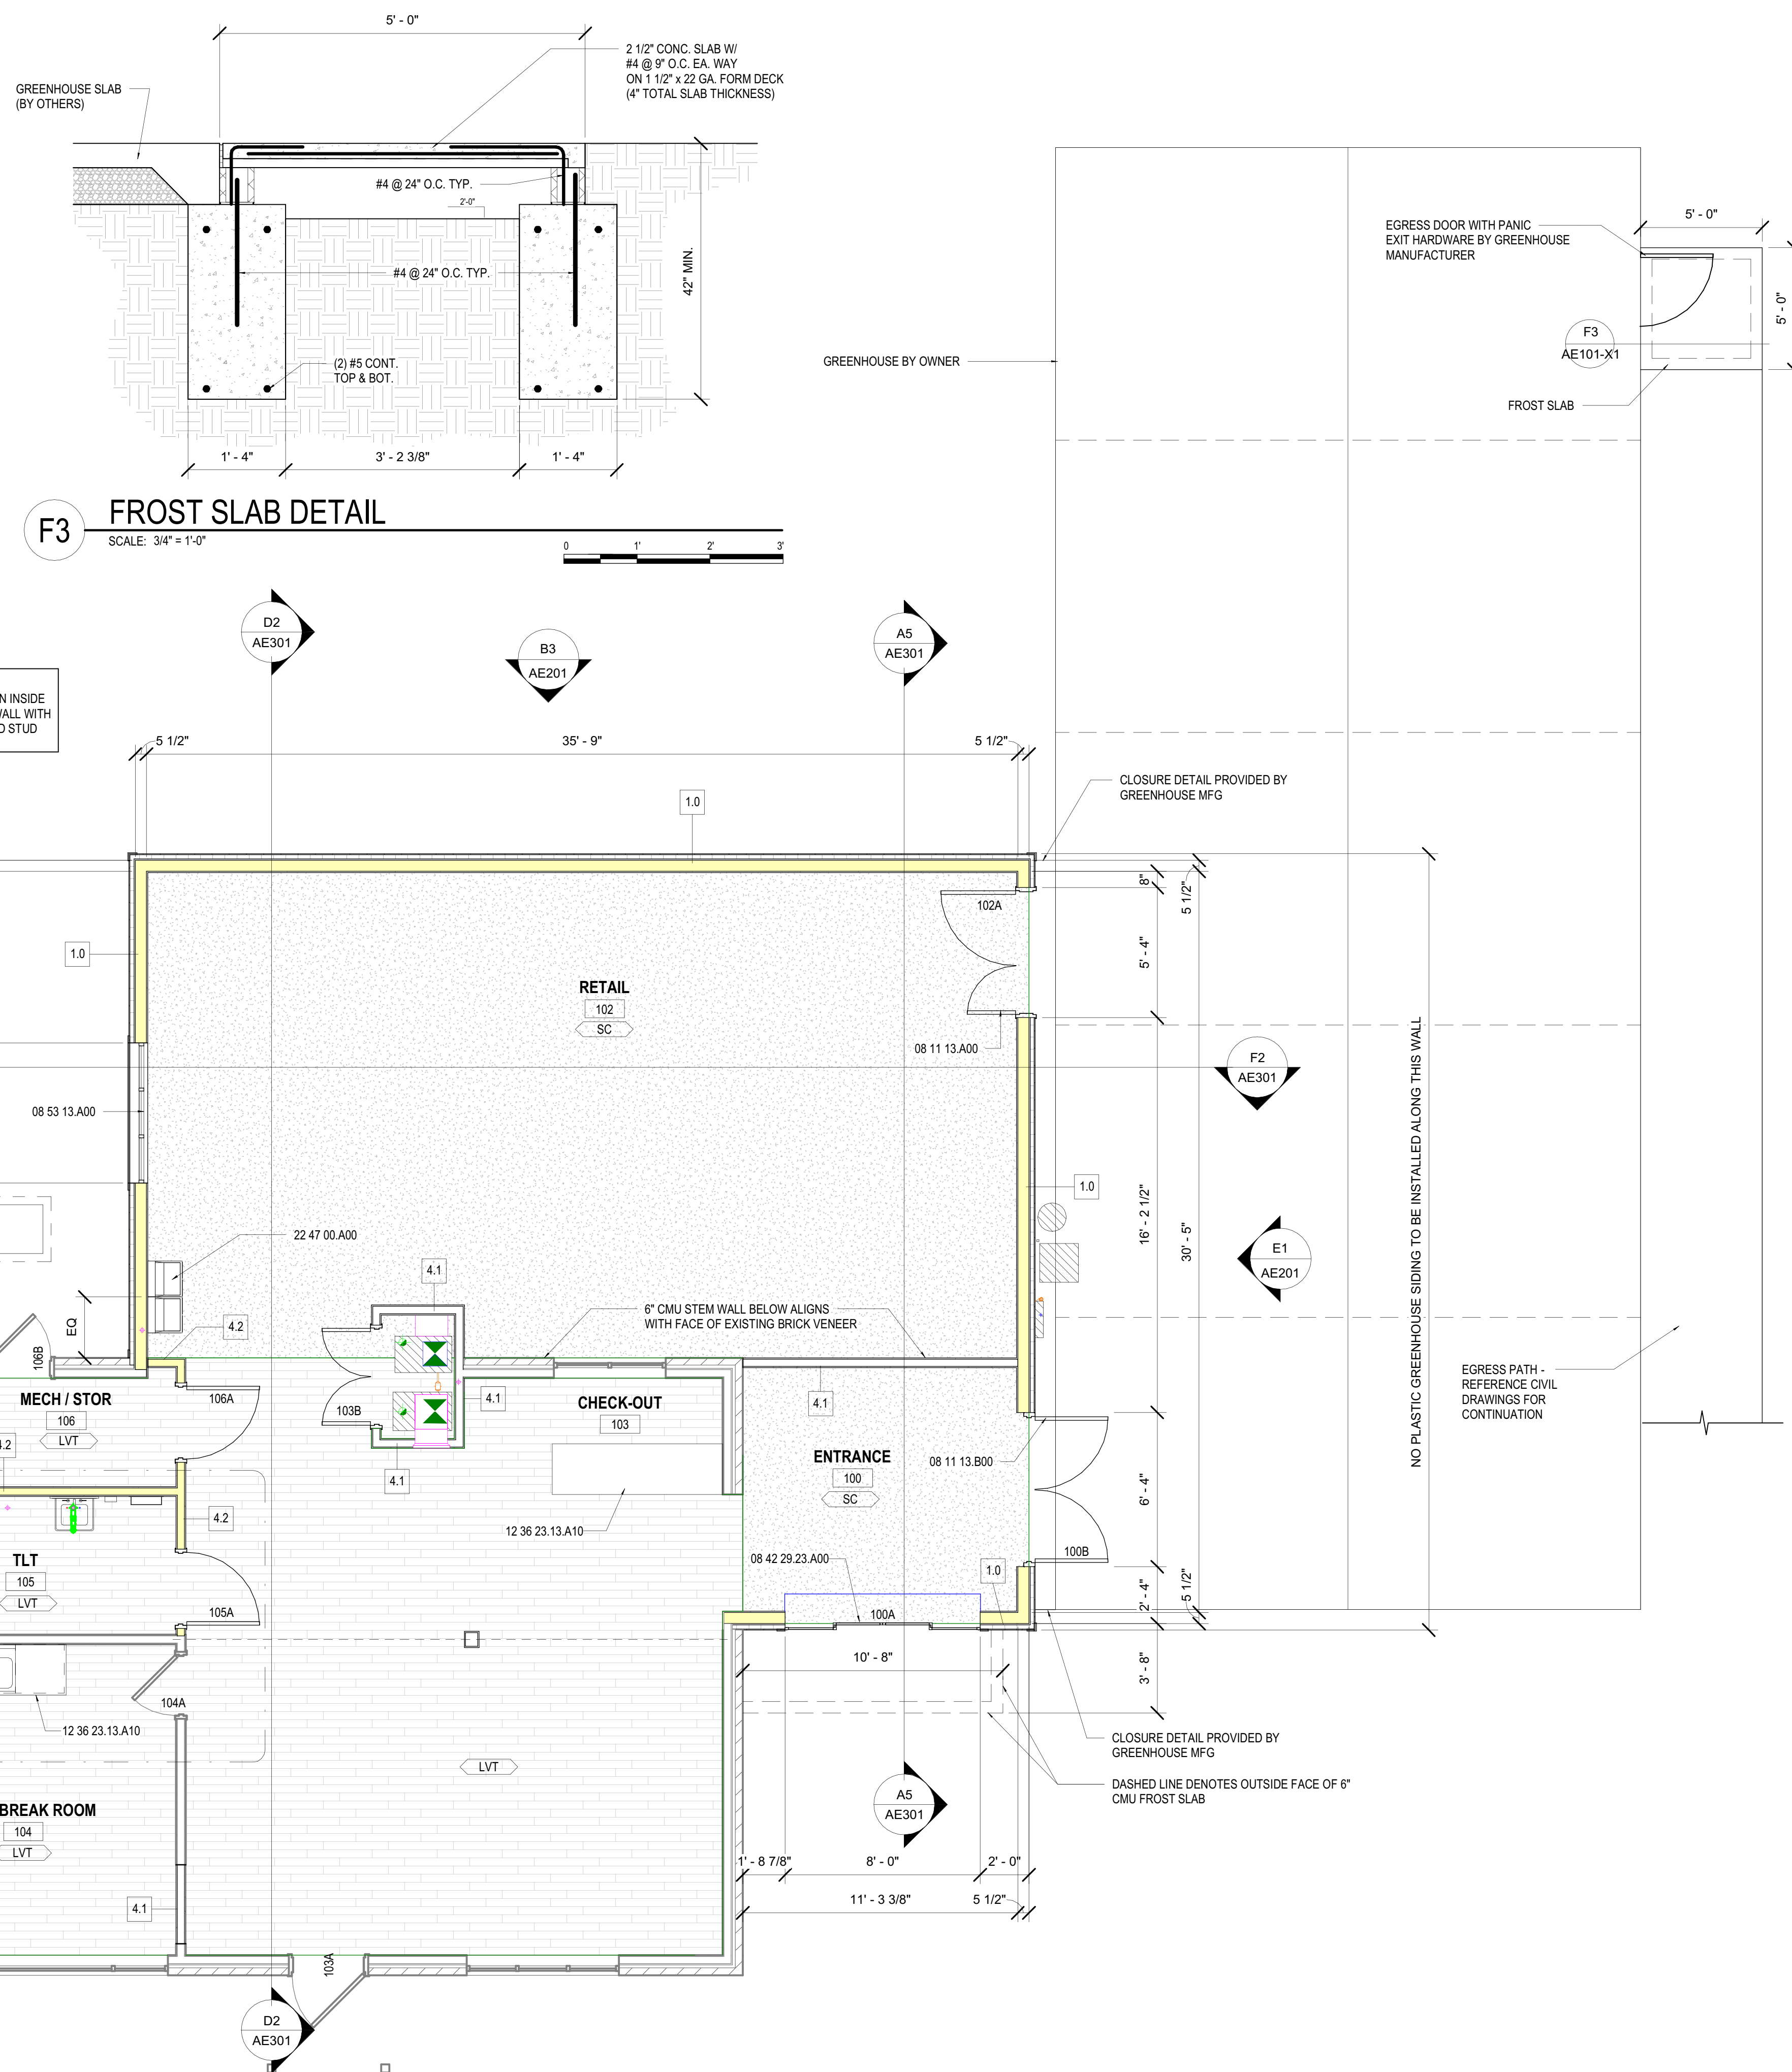 5' - 0"
2 1/2" CONC. SLAB W/
#4 @ 9" O.C. EA. WAY
ON 1 1/2" x 22 GA. FORM DECK
(4" TOTAL SLAB THICKNESS)
GREENHOUSE SLAB
(BY OTHERS)
#4 @ 24" O.C. TYP.
2'-0"
#4 @ 24" O.C. TYP.
42" MIN.
(2) #5 CONT.
TOP & BOT.
1' - 4"
3' - 2 3/8"
1' - 4"
F3
FROST SLAB DETAIL
SCALE: 3/4" = 1'-0"
0 1' 2' 3'
EGRESS DOOR WITH PANIC
EXIT HARDWARE BY GREENHOUSE
MANUFACTURER
5' - 0"
5' - 0"
F3
AE101-X1
GREENHOUSE BY OWNER
FROST SLAB
D2
AE301
B3
AE201
A5
AE301
N INSIDE
WALL WITH
D STUD
5 1/2"
35' - 9"
5 1/2"
CLOSURE DETAIL PROVIDED BY
GREENHOUSE MFG
1.0
8"
5 1/2"
102A
1.0
5' - 4"
RETAIL
102
SC
08 11 13.A00
F2
AE301
08 53 13.A00
NO PLASTIC GREENHOUSE SIDING TO BE INSTALLED ALONG THIS WALL
1.0
16' - 2 1/2"
30' - 5"
22 47 00.A00
E1
AE201
4.1
EQ
4.2
6" CMU STEM WALL BELOW ALIGNS
WITH FACE OF EXISTING BRICK VENEER
106B
EGRESS PATH -
REFERENCE CIVIL
DRAWINGS FOR
CONTINUATION
MECH / STOR
106
LVT
106A
103B
4.1
CHECK-OUT
103
4.1
4.2
4.1
ENTRANCE
100
SC
08 11 13.B00
6' - 4"
4.2
12 36 23.13.A10
TLT
105
LVT
08 42 29.23.A00
1.0
100B
105A
100A
2' - 4"
5 1/2"
10' - 8"
3' - 8"
104A
12 36 23.13.A10
CLOSURE DETAIL PROVIDED BY
GREENHOUSE MFG
LVT
DASHED LINE DENOTES OUTSIDE FACE OF 6"
CMU FROST SLAB
BREAK ROOM
104
LVT
A5
AE301
1' - 8 7/8"
8' - 0"
2' - 0"
4.1
11' - 3 3/8"
5 1/2"
103A
D2
AE301